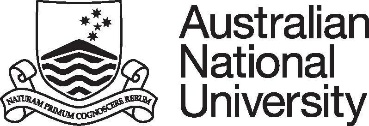 Australian
National
University
NATURAM PRIMUM COGNOSCERE RERUM